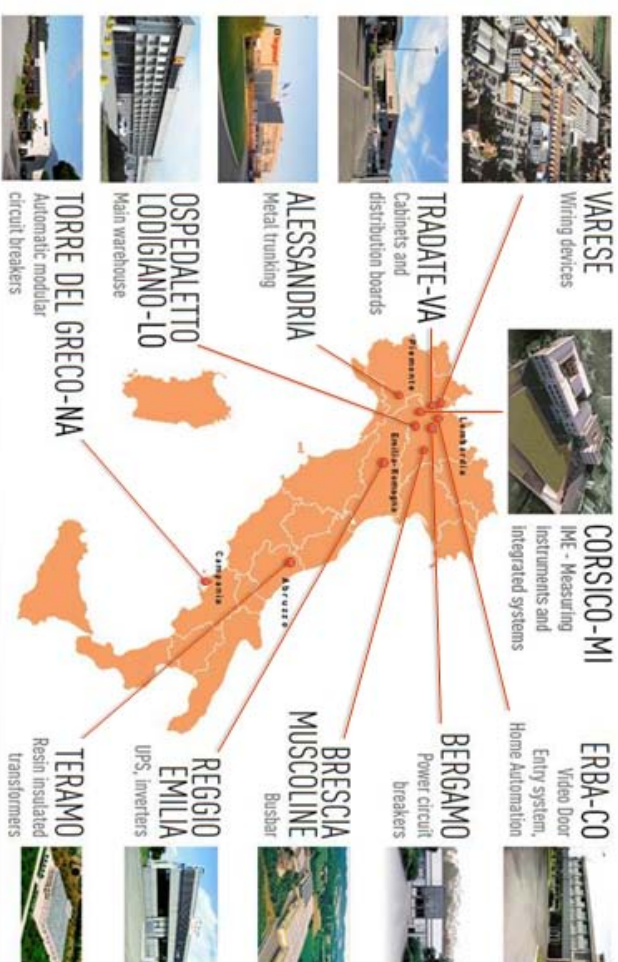 VARESE
Wiring devices
TRADATE-VA
Cabinets and
distribution boards
ALESSANDRIA
Metal trunking
OSPEDALETTO
LODIGIANO-LO
Main warehouse
TORRE DEL GRECO-NA
Automatic modular
circuit breakers
CORSICO-MI
IME - Measuring
instruments and
integrated systems
Piemonte
Lombardia
Emilia-Romagna
Abruzzo
Campania
ERBA-CO
Video Door
Entry system,
Home Automation
BERGAMO
Power circuit
breakers
BRESCIA
MUSCOLINE
Busbar
REGGIO
EMILIA
UPS, inverters
TERAMO
Resin insulated
transformers